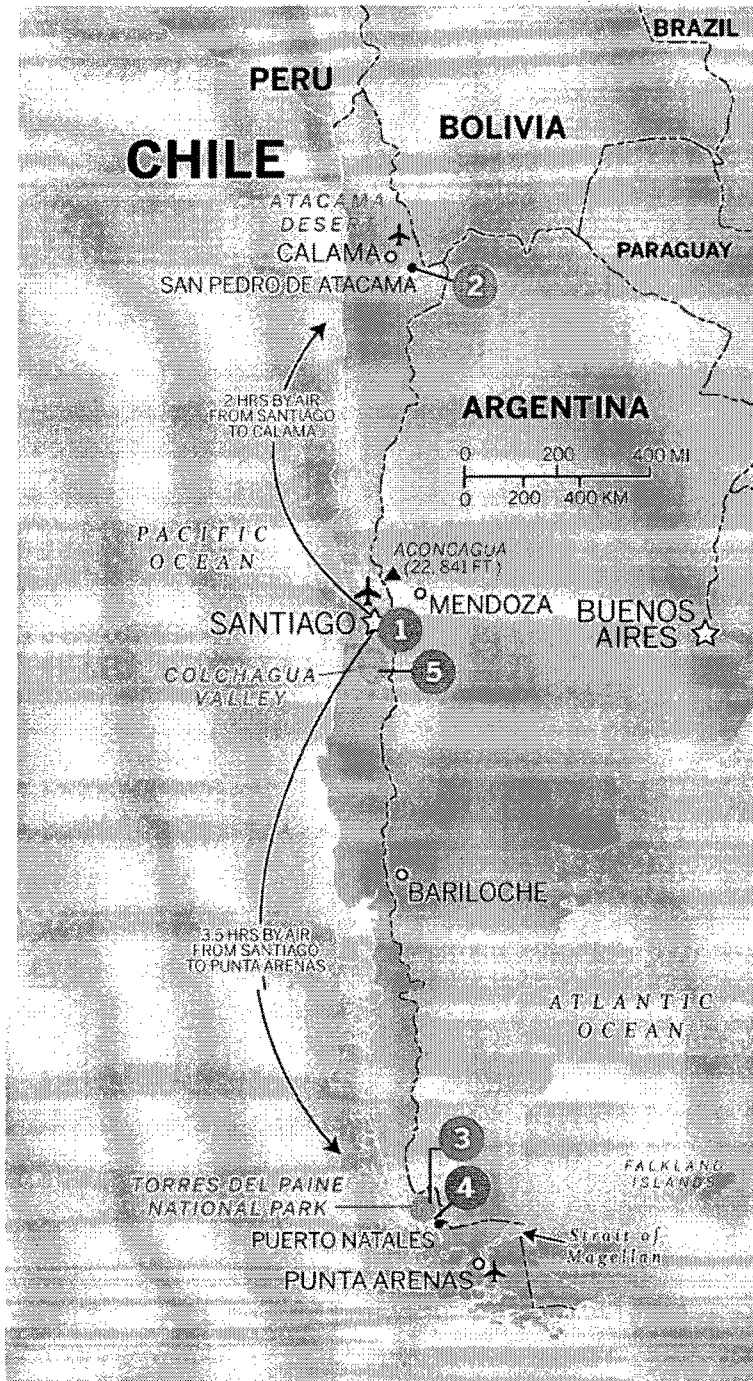 BRAZIL
PERU
BOLIVIA
CHILE
ATACAMA
DESERT
CALAMA
PARAGUAY
SAN PEDRO DE ATACAMA
2
2 HRS BY AIR
FROM SANTIAGO
TO CALAMA
ARGENTINA
0 200 400 MI
0 200 400 KM
PACIFIC
OCEAN
ACONCAGUA
(22,841 FT)
MENDOZA
SANTIAGO
1
BUENOS
AIRES
COLCHAGUA
VALLEY
5
BARILOCHE
3.5 HRS BY AIR
FROM SANTIAGO
TO PUNTA ARENAS
ATLANTIC
OCEAN
3
FALKLAND
ISLANDS
TORRES DEL PAINE
NATIONAL PARK
4
PUERTO NATALES
Strait of
Magellan
PUNTA ARENAS